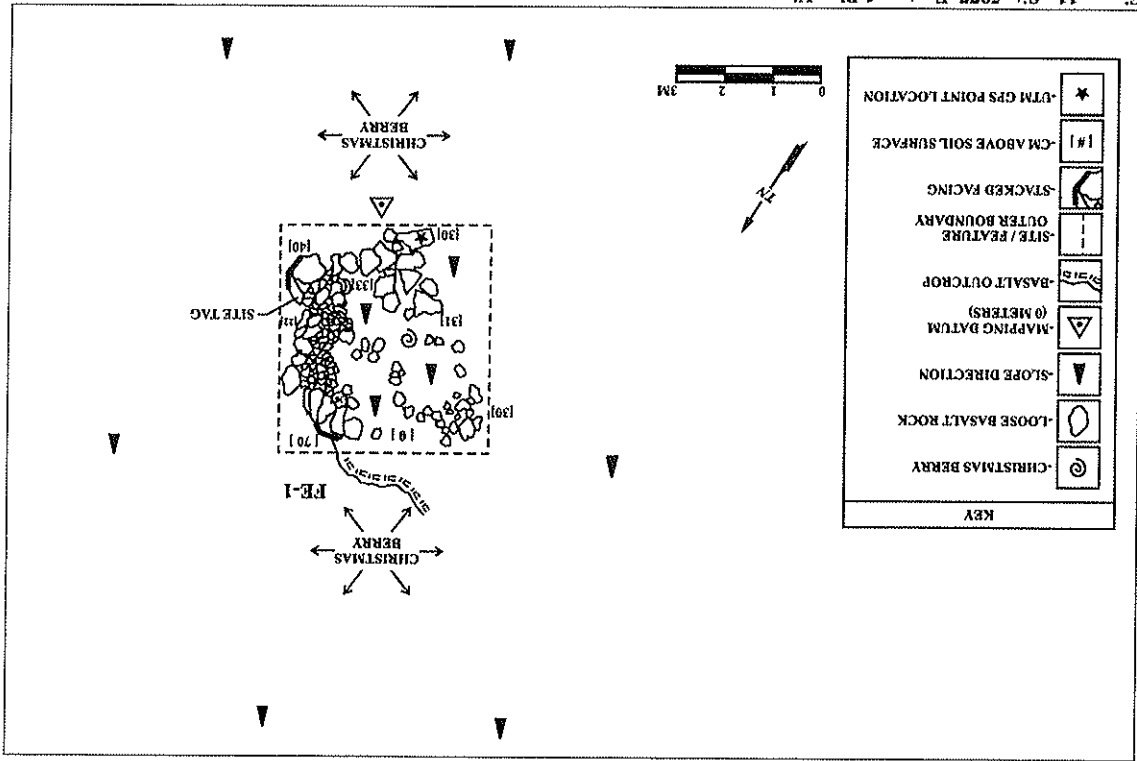 CHRISTMAS
BERRY
FE-1
[30]
[0]
[70]
[31]
[22]
SITE TAG
[33]
[30]
[40]
CHRISTMAS
BERRY
KEY
-CHRISTMAS BERRY
-LOOSE BASALT ROCK
-SLOPE DIRECTION
-MAPPING DATUM
(0 METERS)
-BASALT OUTCROP
-SITE / FEATURE
OUTER BOUNDARY
-STACKED FACING
[#] -CM ABOVE SOIL SURFACE
-UTM GPS POINT LOCATION
TN
0 1 2 3M